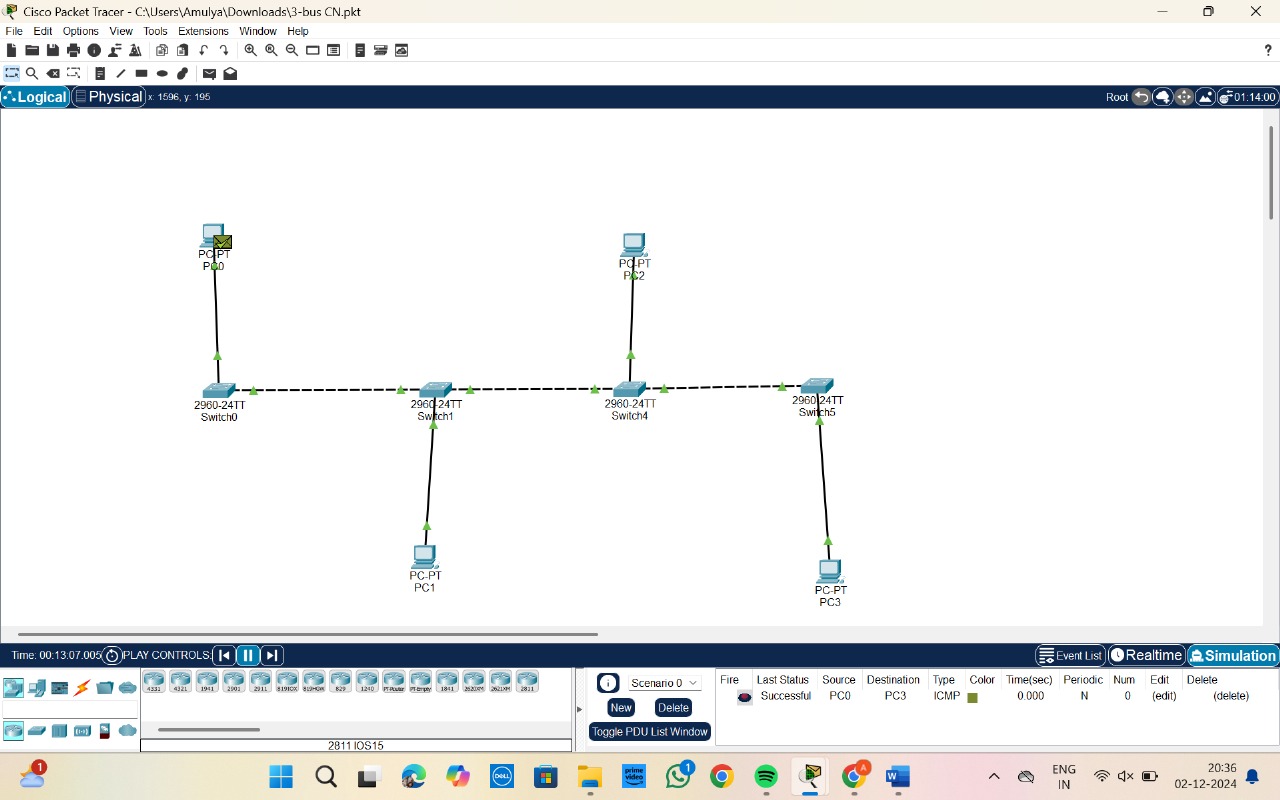 Cisco Packet Tracer - C:\Users\Amulya\Downloads\3-bus CN.pkt
File Edit Options View Tools Extensions Window Help
?
Logical Physical x: 1596, y: 195 Root 01:14:00
PC-PT
PC0
PC-PT
PC2
2960-24TT
Switch0
2960-24TT
Switch1
2960-24TT
Switch4
2960-24TT
Switch5
PC-PT
PC1
PC-PT
PC3
Time: 00:13:07.005 PLAY CONTROLS: Event List Realtime Simulation
4331 4321 1941 2901 2911 819IOX 819HGW 829 1240 PT-Router PT-Empty 1841 2620XM 2621XM 2811
2811 IOS15
Scenario 0
New Delete
Toggle PDU List Window
Fire Last Status Source Destination Type Color Time(sec) Periodic Num Edit Delete
Successful PC0 PC3 ICMP 0.000 N 0 (edit) (delete)
1
DELL
prime video
1
A
W
ENG
IN
20:36
02-12-2024